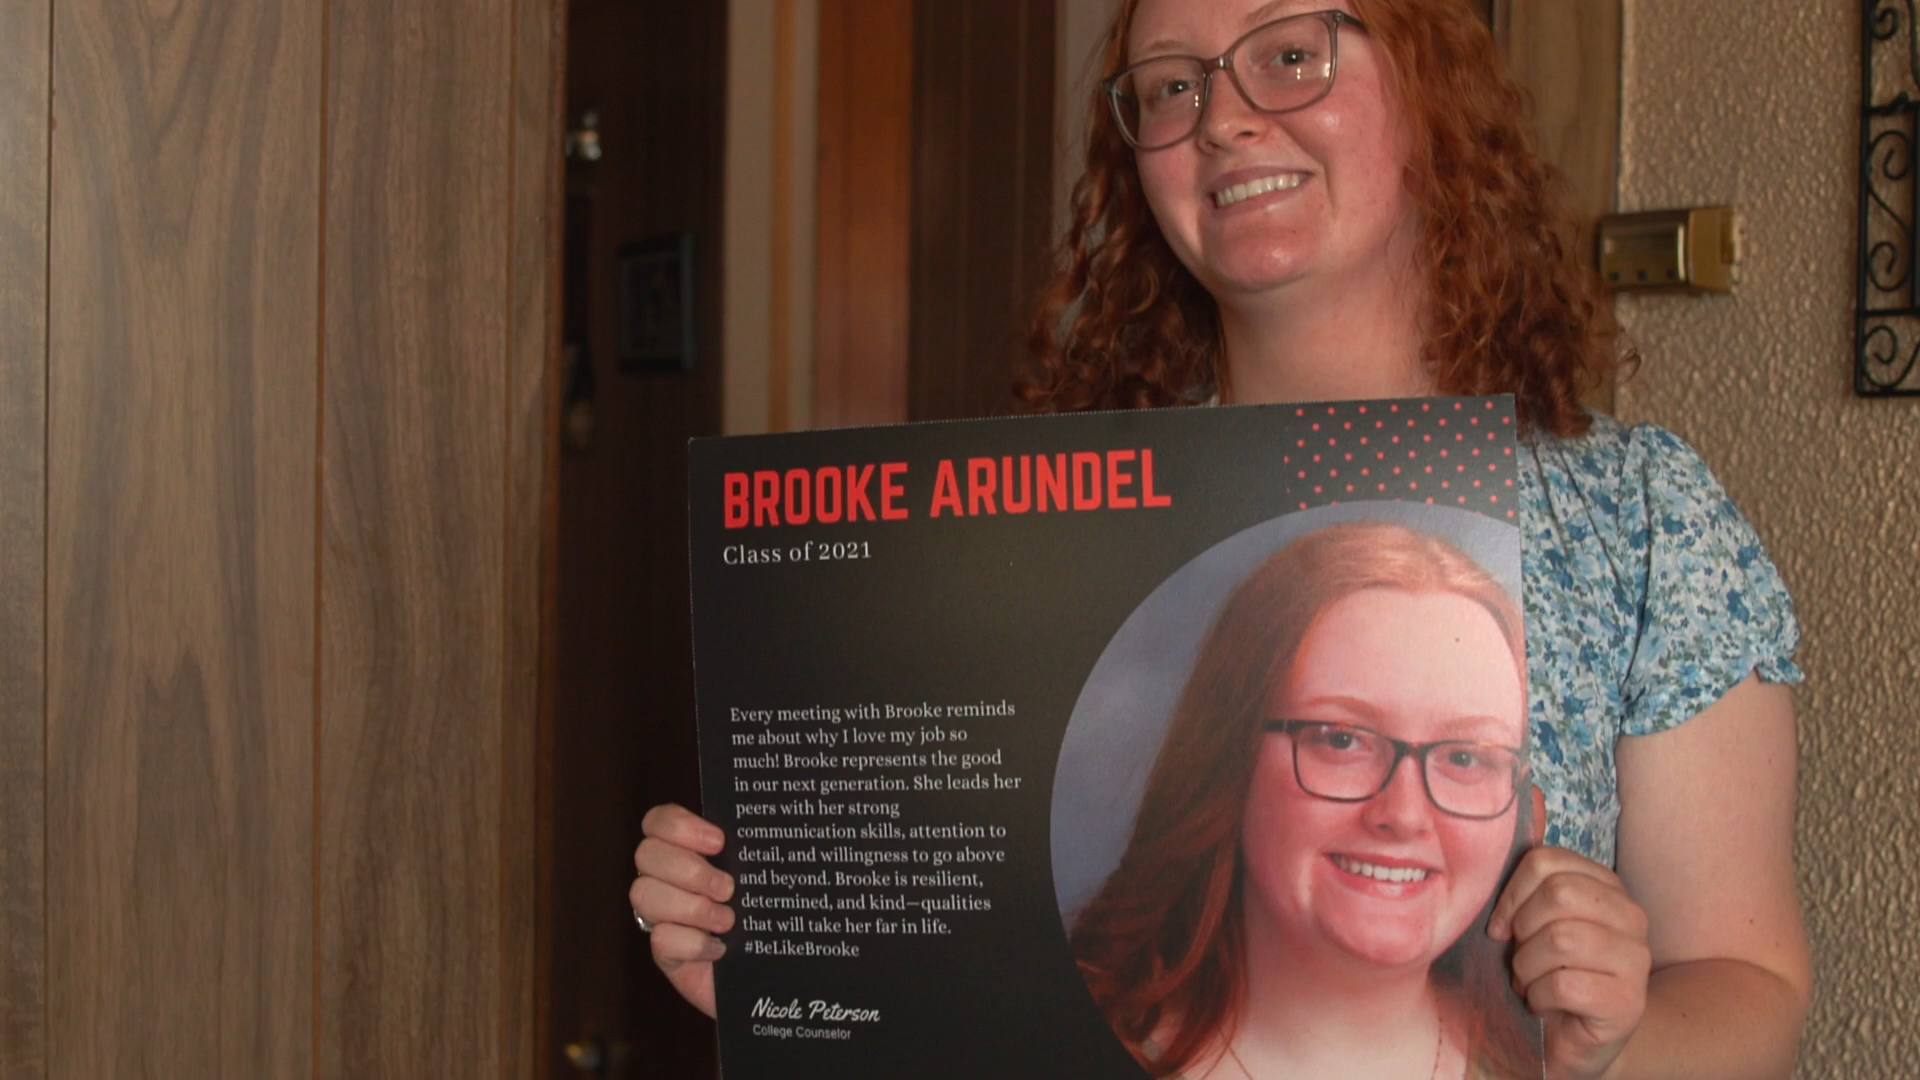 BROOKE ARUNDEL
Class of 2021
Every meeting with Brooke reminds
me about why I love my job so
much! Brooke represents the good
in our next generation. She leads her
peers with her strong
communication skills, attention to
detail, and willingness to go above
and beyond. Brooke is resilient,
determined, and kind—qualities
that will take her far in life.
#BeLikeBrooke
Nicole Peterson
College Counselor